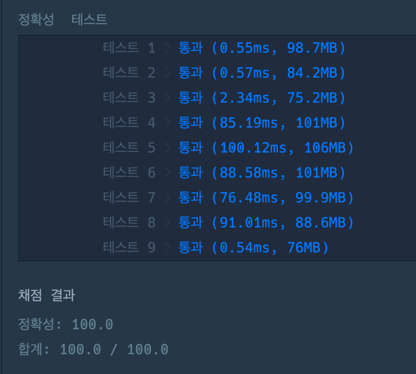 정확성  테스트
테스트 1 〉 통과 (0.55ms, 98.7MB)
테스트 2 〉 통과 (0.57ms, 84.2MB)
테스트 3 〉 통과 (2.34ms, 75.2MB)
테스트 4 〉 통과 (85.19ms, 101MB)
테스트 5 〉 통과 (100.12ms, 106MB)
테스트 6 〉 통과 (88.58ms, 101MB)
테스트 7 〉 통과 (76.48ms, 99.9MB)
테스트 8 〉 통과 (91.01ms, 88.6MB)
테스트 9 〉 통과 (0.54ms, 76MB)
채점 결과
정확성: 100.0
합계: 100.0 / 100.0